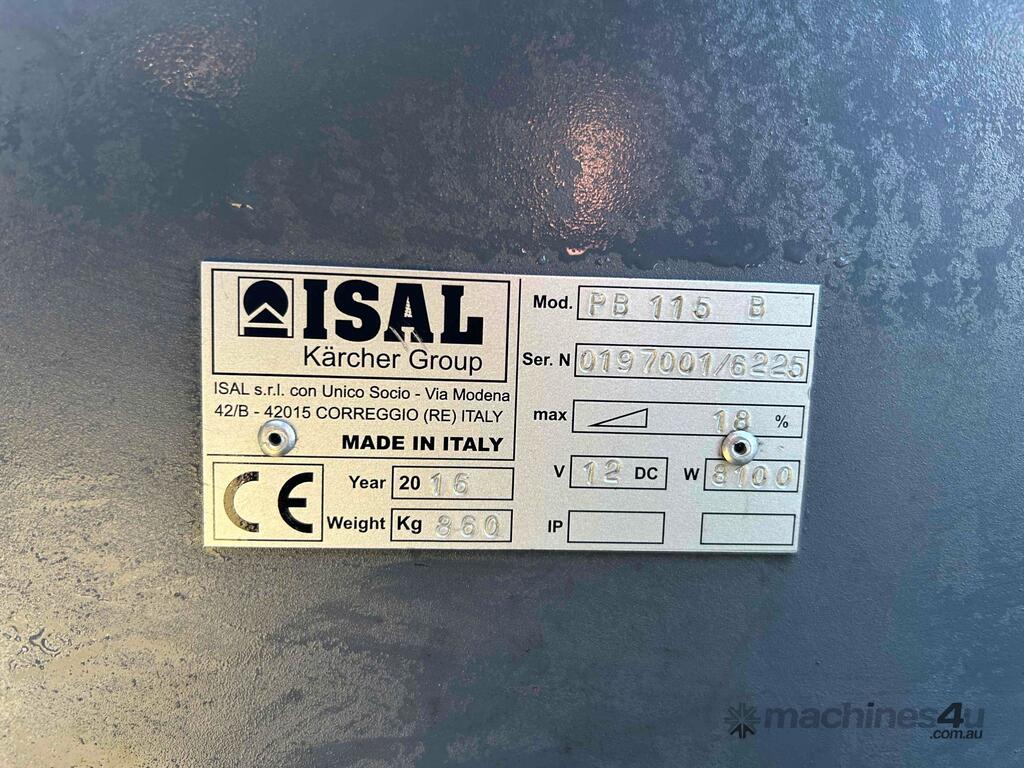 ISAL
Kärcher Group
ISAL s.r.l. con Unico Socio - Via Modena
42/B - 42015 CORREGGIO (RE) ITALY
MADE IN ITALY
CE
Year 2016
Weight Kg 860
Mod. PB 115 B
Ser. N 0197001/6225
max 18 %
V 12 DC W 8100
IP
machines4u
.com.au